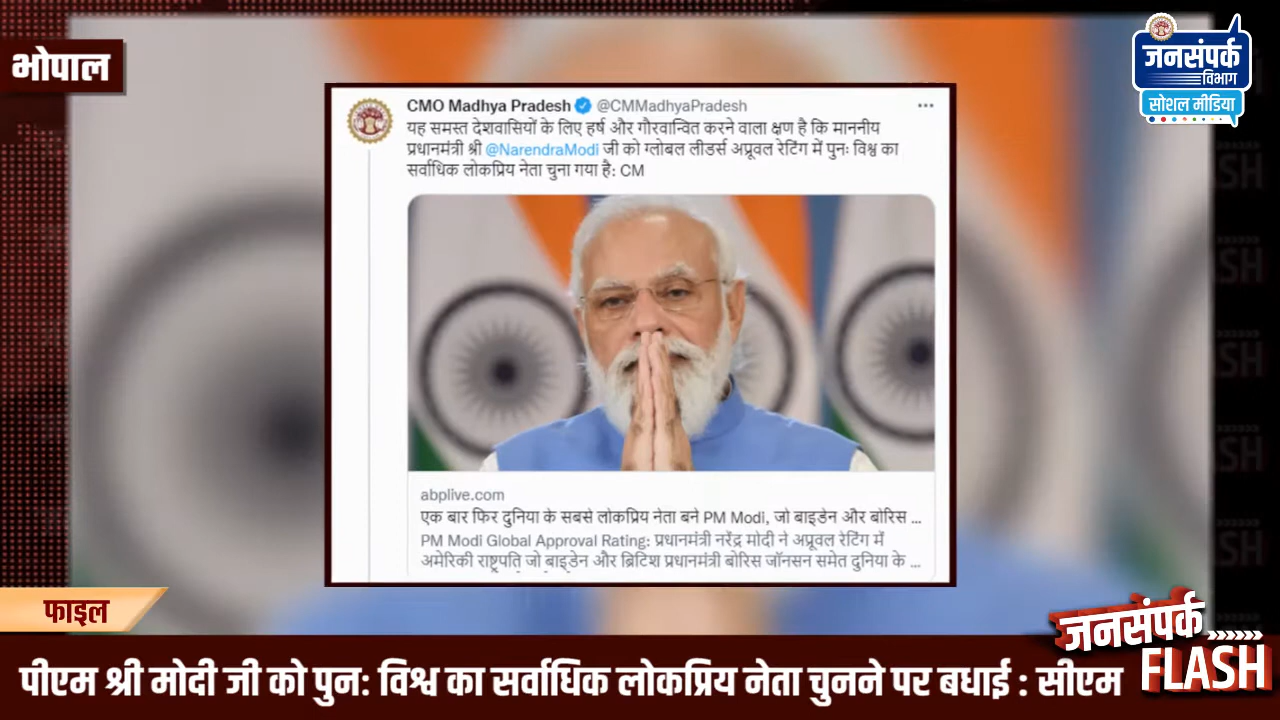 भोपाल
जनसंपर्क
विभाग
सोशल मीडिया
CMO Madhya Pradesh @CMMadhyaPradesh
यह समस्त देशवासियों के लिए हर्ष और गौरवान्वित करने वाला क्षण है कि माननीय
प्रधानमंत्री श्री @NarendraModi जी को ग्लोबल लीडर्स अप्रूवल रेटिंग में पुनः विश्व का
सर्वाधिक लोकप्रिय नेता चुना गया है: CM
abplive.com
एक बार फिर दुनिया के सबसे लोकप्रिय नेता बने PM Modi, जो बाइडेन और बोरिस ...
PM Modi Global Approval Rating: प्रधानमंत्री नरेंद्र मोदी ने अप्रूवल रेटिंग में
अमेरिकी राष्ट्रपति जो बाइडेन और ब्रिटिश प्रधानमंत्री बोरिस जॉनसन समेत दुनिया के ...
फाइल
जनसंपर्क
FLASH
पीएम श्री मोदी जी को पुनः विश्व का सर्वाधिक लोकप्रिय नेता चुनने पर बधाई : सीएम